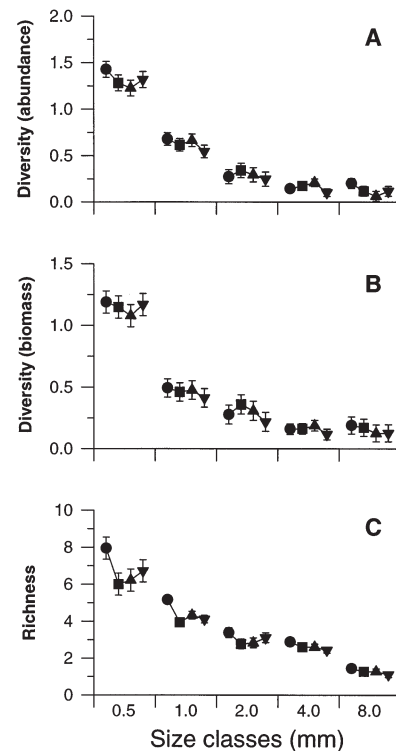 A
Diversity (abundance)
2.0
1.5
1.0
0.5
0.0
B
Diversity (biomass)
1.5
1.0
0.5
0.0
C
Richness
10
8
6
4
2
0
0.5 1.0 2.0 4.0 8.0
Size classes (mm)